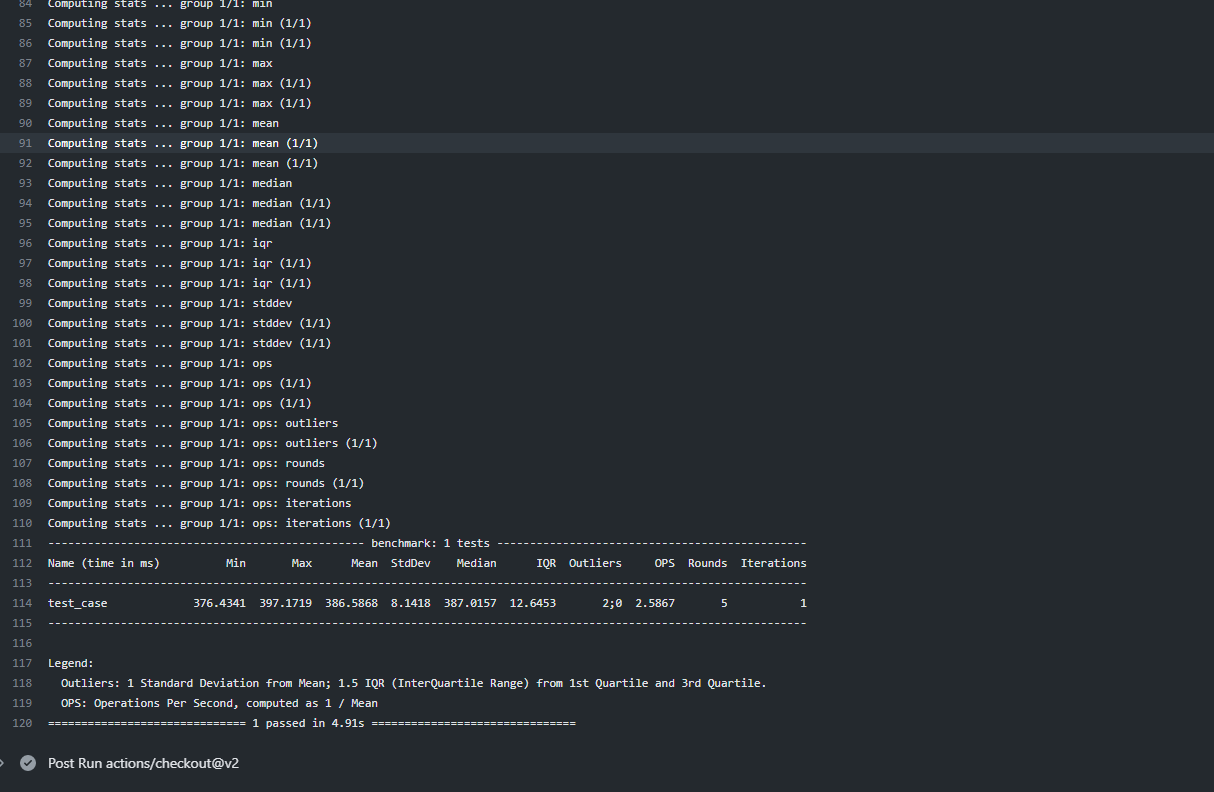 84 Computing stats ... group 1/1: min
85 Computing stats ... group 1/1: min (1/1)
86 Computing stats ... group 1/1: min (1/1)
87 Computing stats ... group 1/1: max
88 Computing stats ... group 1/1: max (1/1)
89 Computing stats ... group 1/1: max (1/1)
90 Computing stats ... group 1/1: mean
91 Computing stats ... group 1/1: mean (1/1)
92 Computing stats ... group 1/1: mean (1/1)
93 Computing stats ... group 1/1: median
94 Computing stats ... group 1/1: median (1/1)
95 Computing stats ... group 1/1: median (1/1)
96 Computing stats ... group 1/1: iqr
97 Computing stats ... group 1/1: iqr (1/1)
98 Computing stats ... group 1/1: iqr (1/1)
99 Computing stats ... group 1/1: stddev
100 Computing stats ... group 1/1: stddev (1/1)
101 Computing stats ... group 1/1: stddev (1/1)
102 Computing stats ... group 1/1: ops
103 Computing stats ... group 1/1: ops (1/1)
104 Computing stats ... group 1/1: ops (1/1)
105 Computing stats ... group 1/1: ops: outliers
106 Computing stats ... group 1/1: ops: outliers (1/1)
107 Computing stats ... group 1/1: ops: rounds
108 Computing stats ... group 1/1: ops: rounds (1/1)
109 Computing stats ... group 1/1: ops: iterations
110 Computing stats ... group 1/1: ops: iterations (1/1)
111 ------------------------------------------------ benchmark: 1 tests -----------------------------------------------
112 Name (time in ms) Min Max Mean StdDev Median IQR Outliers OPS Rounds Iterations
113 -------------------------------------------------------------------------------------------------------------------
114 test_case 376.4341 397.1719 386.5868 8.1418 387.0157 12.6453 2;0 2.5867 5 1
115 -------------------------------------------------------------------------------------------------------------------
116
117 Legend:
118 Outliers: 1 Standard Deviation from Mean; 1.5 IQR (InterQuartile Range) from 1st Quartile and 3rd Quartile.
119 OPS: Operations Per Second, computed as 1 / Mean
120 ============================== 1 passed in 4.91s ===============================
Post Run actions/checkout@v2